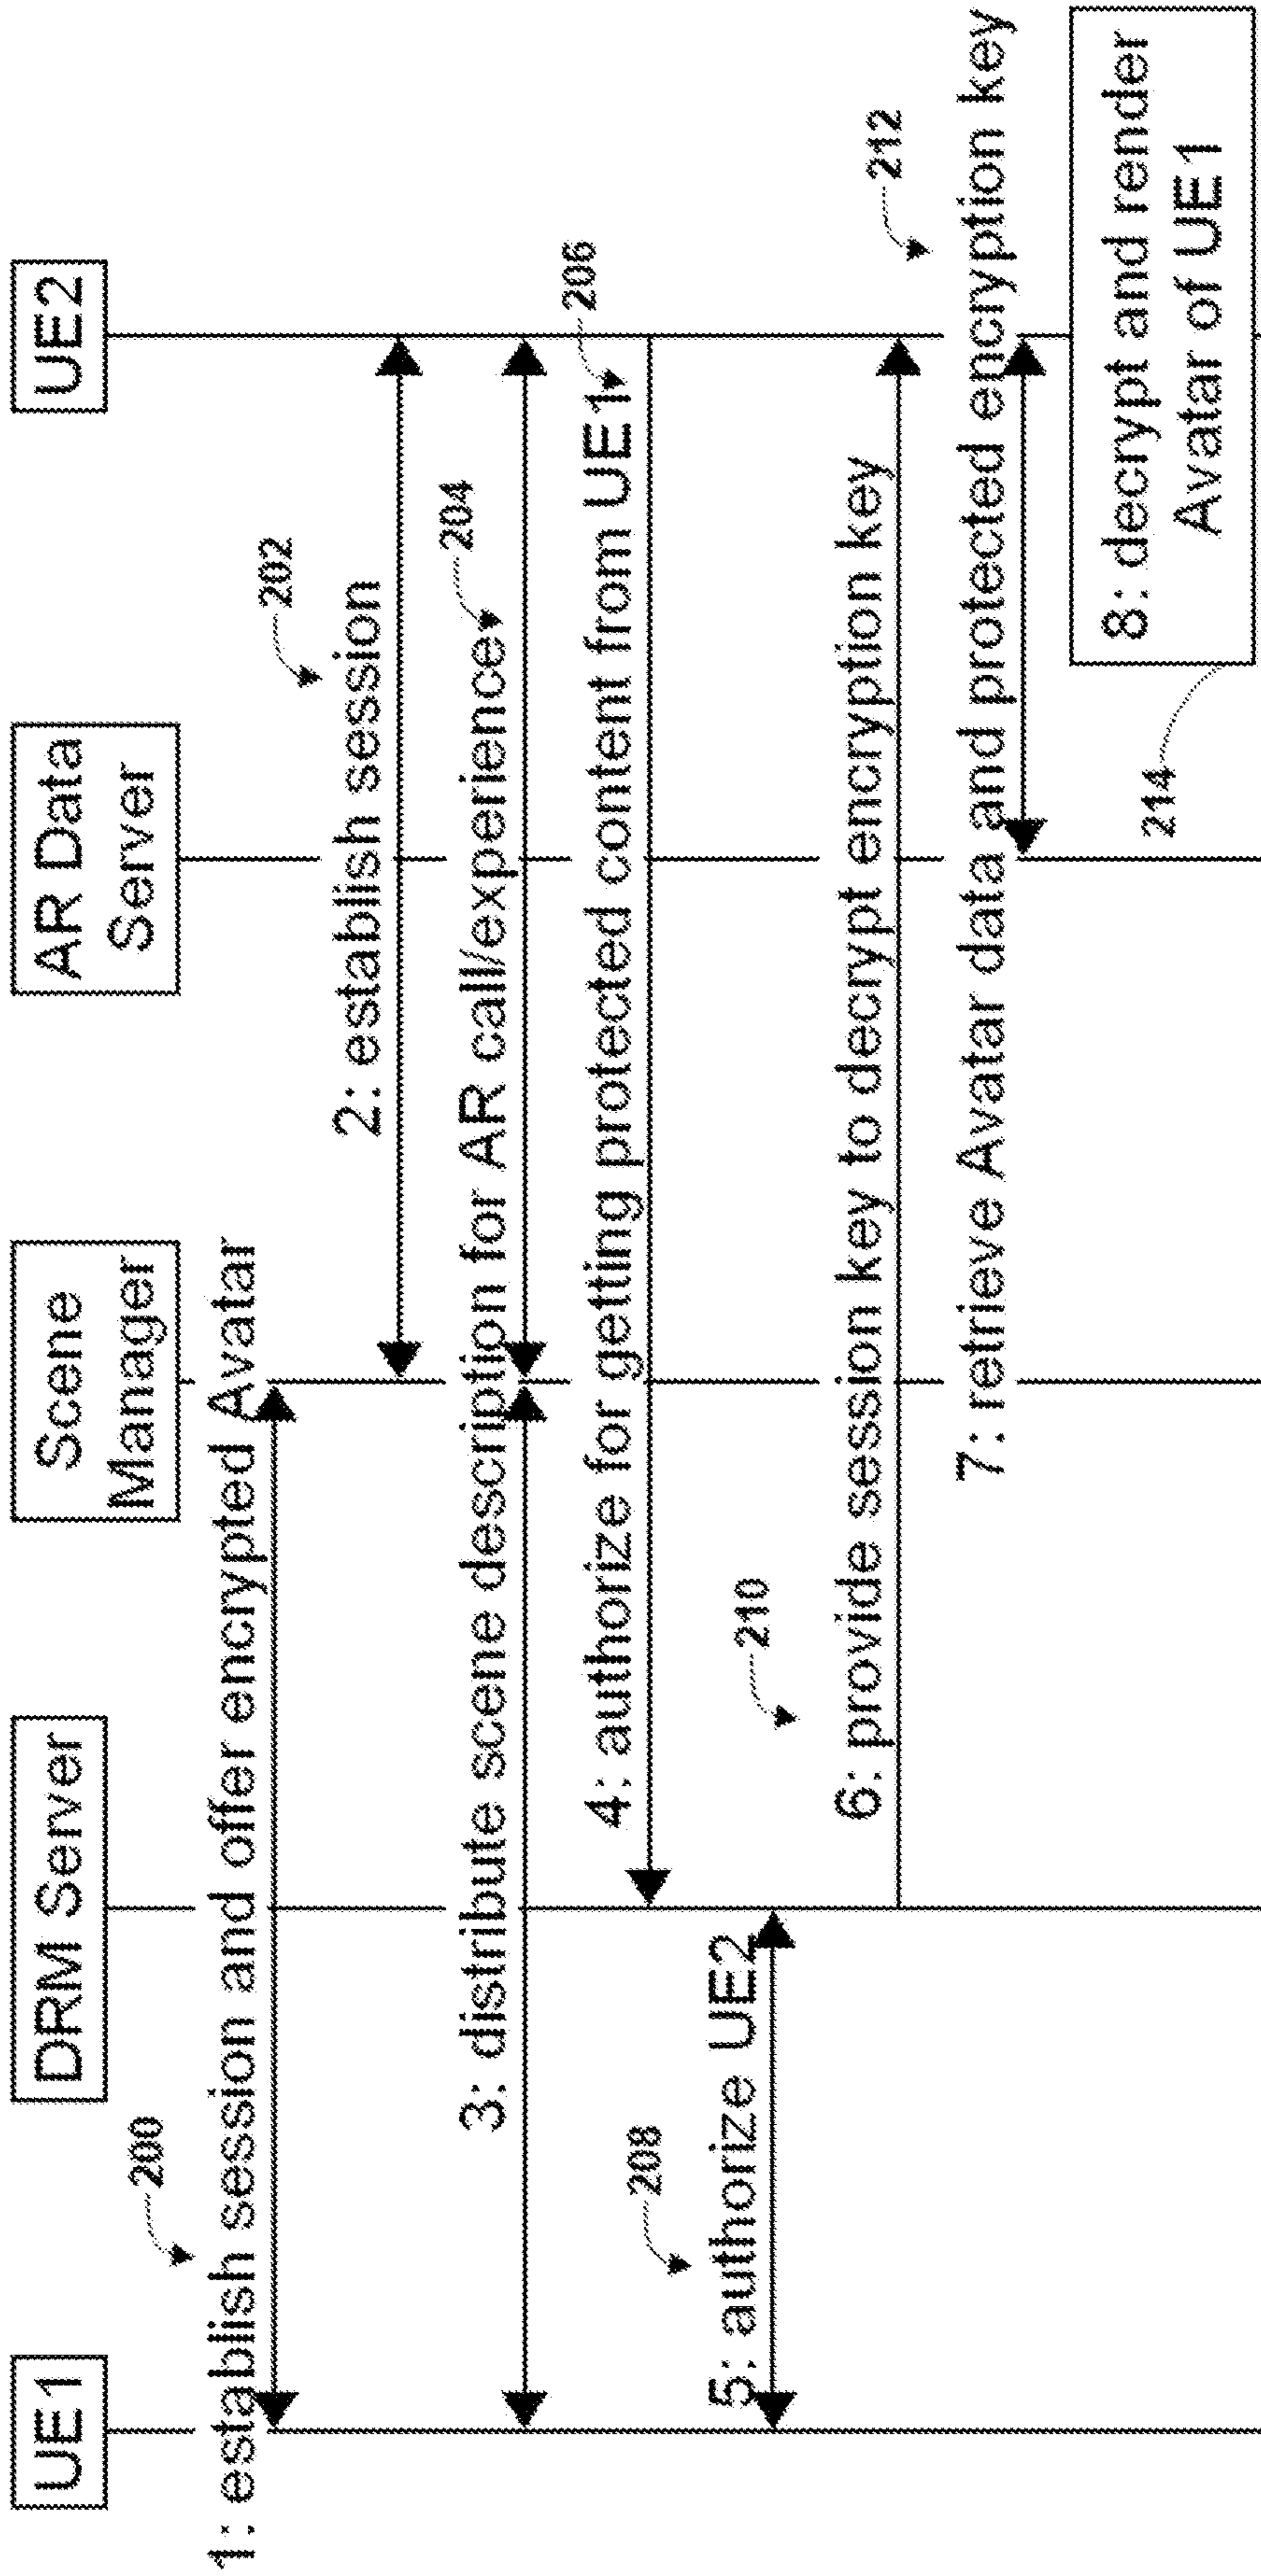 UE1
DRM Server
Scene
Manager
AR Data
Server
UE2
200
1: establish session and offer encrypted Avatar
202
2: establish session
204
3: distribute scene description for AR call/experience
206
4: authorize for getting protected content from UE1
208
5: authorize UE2
210
6: provide session key to decrypt encryption key
212
7: retrieve Avatar data and protected encryption key
214
8: decrypt and render
Avatar of UE1